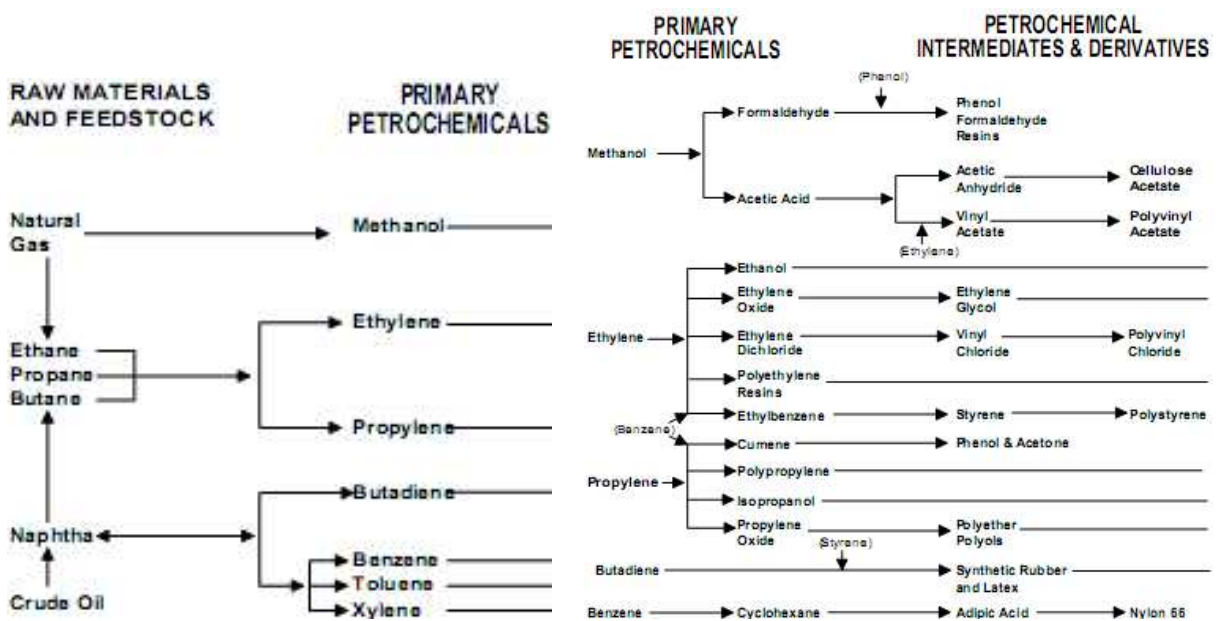 RAW MATERIALS
AND FEEDSTOCK
PRIMARY
PETROCHEMICALS
Natural
Gas
Methanol
Ethylene
Ethane
Propane
Butane
Propylene
Butadiene
Naphtha
Benzene
Toluene
Xylene
Crude Oil
PRIMARY
PETROCHEMICALS
PETROCHEMICAL
INTERMEDIATES & DERIVATIVES
(Phenol)
Formaldehyde
Phenol
Formaldehyde
Resins
Methanol
Acetic Acid
Acetic
Anhydride
Cellulose
Acetate
Vinyl
Acetate
Polyvinyl
Acetate
(Ethylene)
Ethanol
Ethylene
Oxide
Ethylene
Glycol
Ethylene
Ethylene
Dichloride
Vinyl
Chloride
Polyvinyl
Chloride
Polyethylene
Resins
Ethylbenzene
Styrene
Polystyrene
(Benzene)
Cumene
Phenol & Acetone
Polypropylene
Propylene
Isopropanol
Propylene
Oxide
Polyether
Polyols
(Styrene)
Butadiene
Synthetic Rubber
and Latex
Benzene
Cyclohexane
Adipic Acid
Nylon 66